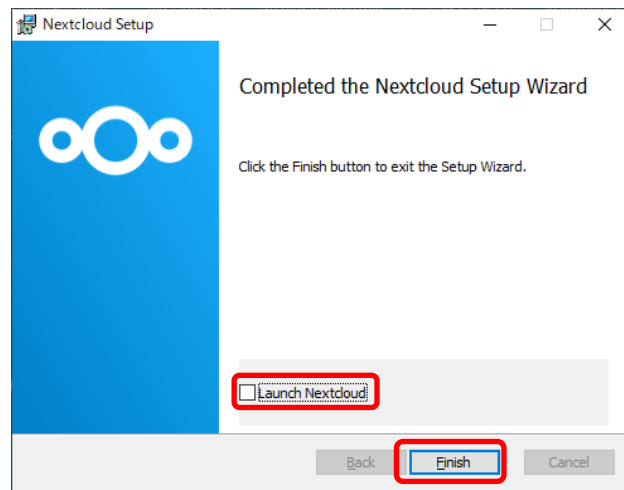 Nextcloud Setup
Completed the Nextcloud Setup Wizard
Click the Finish button to exit the Setup Wizard.
Launch Nextcloud
Back Finish Cancel